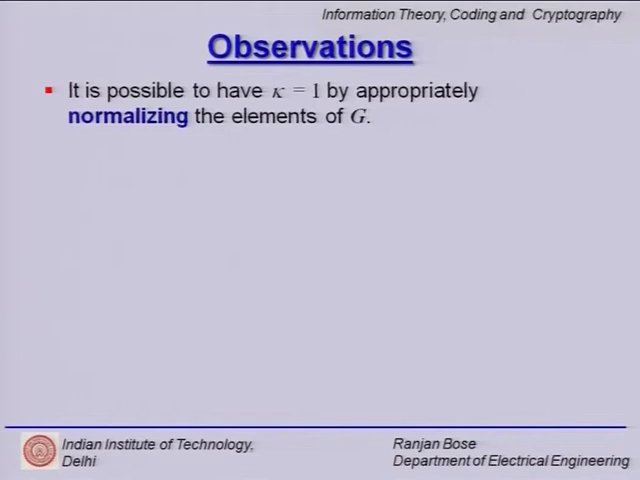 Information Theory, Coding and Cryptography
Observations
▪ It is possible to have κ = 1 by appropriately
normalizing the elements of G.
Indian Institute of Technology,
Delhi
Ranjan Bose
Department of Electrical Engineering